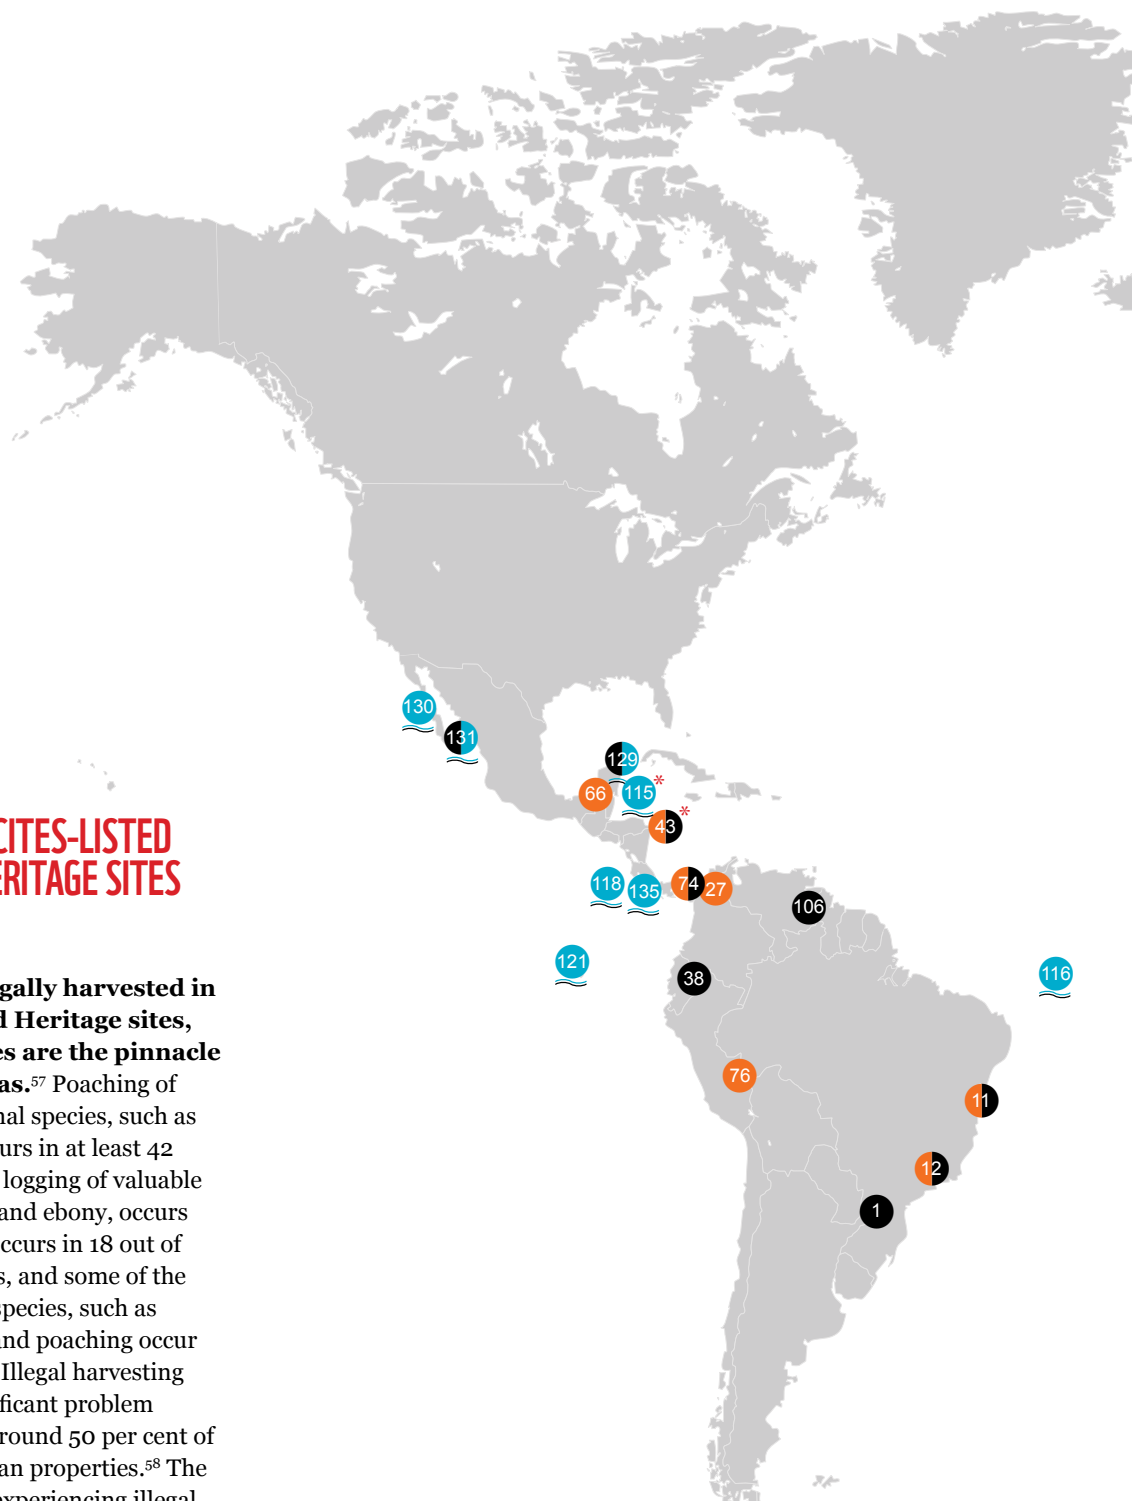 130
131
129
66
115
*
43
*
CITES-LISTED
ERITAGE SITES
118
135
74
27
106
121
38
116
gally harvested in
d Heritage sites,
es are the pinnacle
as.57 Poaching of
nal species, such as
urs in at least 42
logging of valuable
and ebony, occurs
ccurs in 18 out of
s, and some of the
species, such as
and poaching occur
Illegal harvesting
ficant problem
round 50 per cent of
an properties.58 The
experiencing illegal
76
11
12
1